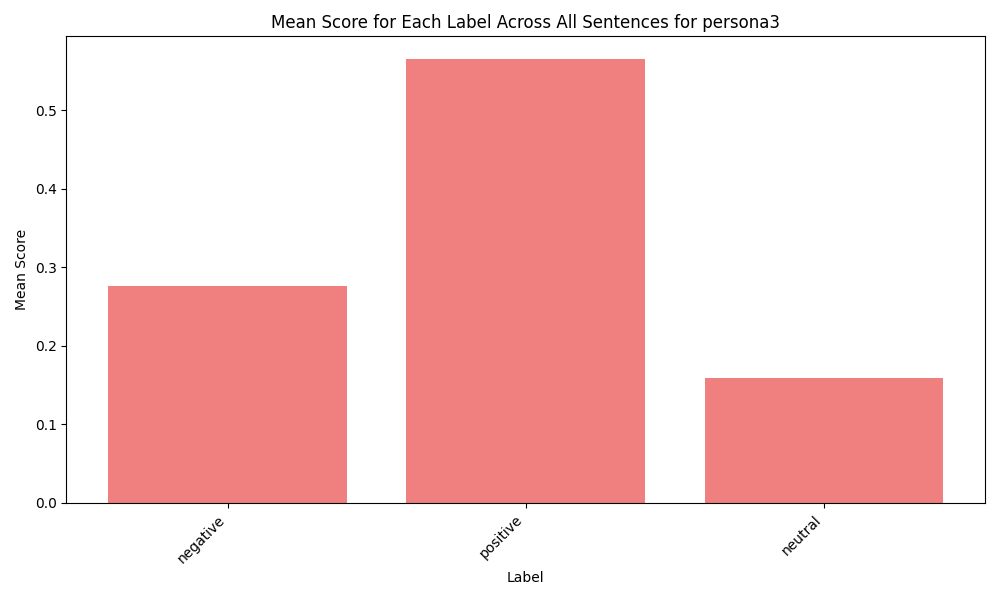 Mean Score for Each Label Across All Sentences for persona3
Mean Score
0.5
0.4
0.3
0.2
0.1
0.0
negative
positive
neutral
Label